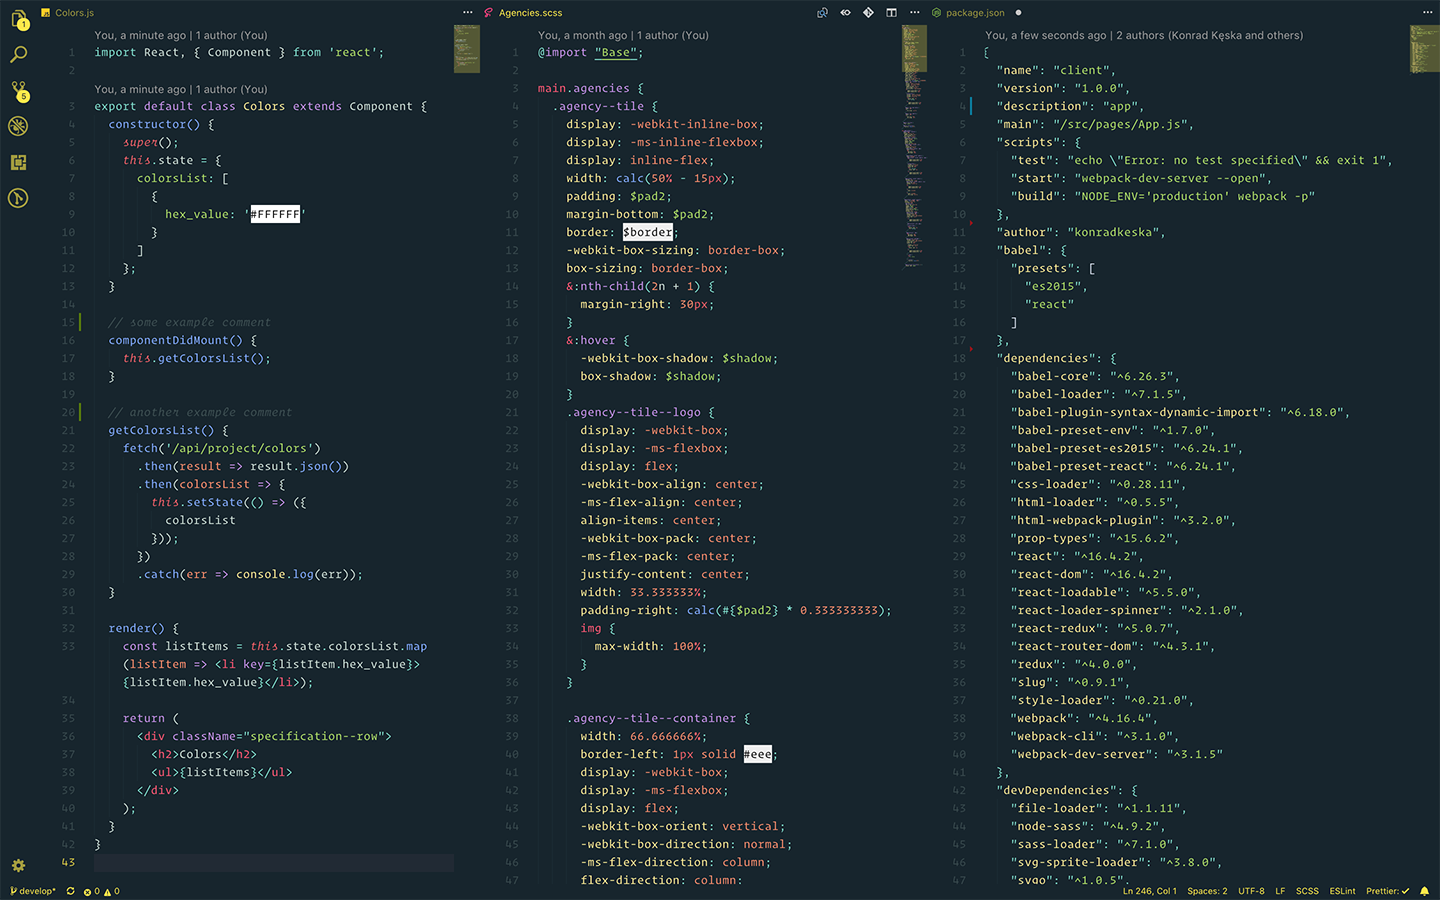 1
5
Colors.js
You, a minute ago | 1 author (You)
1 import React, { Component } from 'react';
2
You, a minute ago | 1 author (You)
3 export default class Colors extends Component {
4 constructor() {
5 super();
6 this.state = {
7 colorsList: [
8 {
9 hex_value: '#FFFFFF'
10 }
11 ]
12 };
13 }
14
15 // some example comment
16 componentDidMount() {
17 this.getColorsList();
18 }
19
20 // another example comment
21 getColorsList() {
22 fetch('/api/project/colors')
23 .then(result => result.json())
24 .then(colorsList => {
25 this.setState(() => ({
26 colorsList
27 }));
28 })
29 .catch(err => console.log(err));
30 }
31
32 render() {
33 const listItems = this.state.colorsList.map
(listItem => <li key={listItem.hex_value}>
{listItem.hex_value}</li>);
34
35 return (
36 <div className="specification--row">
37 <h2>Colors</h2>
38 <ul>{listItems}</ul>
39 </div>
40 );
41 }
42 }
43
Agencies.scss
You, a month ago | 1 author (You)
1 @import "Base";
2
3 main.agencies {
4 .agency--tile {
5 display: -webkit-inline-box;
6 display: -ms-inline-flexbox;
7 display: inline-flex;
8 width: calc(50% - 15px);
9 padding: $pad2;
10 margin-bottom: $pad2;
11 border: $border;
12 -webkit-box-sizing: border-box;
13 box-sizing: border-box;
14 &:nth-child(2n + 1) {
15 margin-right: 30px;
16 }
17 &:hover {
18 -webkit-box-shadow: $shadow;
19 box-shadow: $shadow;
20 }
21 .agency--tile--logo {
22 display: -webkit-box;
23 display: -ms-flexbox;
24 display: flex;
25 -webkit-box-align: center;
26 -ms-flex-align: center;
27 align-items: center;
28 -webkit-box-pack: center;
29 -ms-flex-pack: center;
30 justify-content: center;
31 width: 33.333333%;
32 padding-right: calc(#{$pad2} * 0.333333333);
33 img {
34 max-width: 100%;
35 }
36 }
37
38 .agency--tile--container {
39 width: 66.666666%;
40 border-left: 1px solid #eee;
41 display: -webkit-box;
42 display: -ms-flexbox;
43 display: flex;
44 -webkit-box-orient: vertical;
45 -webkit-box-direction: normal;
46 -ms-flex-direction: column;
47 flex-direction: column;
package.json
You, a few seconds ago | 2 authors (Konrad Kęska and others)
1 {
2 "name": "client",
3 "version": "1.0.0",
4 "description": "app",
5 "main": "/src/pages/App.js",
6 "scripts": {
7 "test": "echo \"Error: no test specified\" && exit 1",
8 "start": "webpack-dev-server --open",
9 "build": "NODE_ENV='production' webpack -p"
10 },
11 "author": "konradkeska",
12 "babel": {
13 "presets": [
14 "es2015",
15 "react"
16 ]
17 },
18 "dependencies": {
19 "babel-core": "^6.26.3",
20 "babel-loader": "^7.1.5",
21 "babel-plugin-syntax-dynamic-import": "^6.18.0",
22 "babel-preset-env": "^1.7.0",
23 "babel-preset-es2015": "^6.24.1",
24 "babel-preset-react": "^6.24.1",
25 "css-loader": "^0.28.11",
26 "html-loader": "^0.5.5",
27 "html-webpack-plugin": "^3.2.0",
28 "prop-types": "^15.6.2",
29 "react": "^16.4.2",
30 "react-dom": "^16.4.2",
31 "react-loadable": "^5.5.0",
32 "react-loader-spinner": "^2.1.0",
33 "react-redux": "^5.0.7",
34 "react-router-dom": "^4.3.1",
35 "redux": "^4.0.0",
36 "slug": "^0.9.1",
37 "style-loader": "^0.21.0",
38 "webpack": "^4.16.4",
39 "webpack-cli": "^3.1.0",
40 "webpack-dev-server": "^3.1.5"
41 },
42 "devDependencies": {
43 "file-loader": "^1.1.11",
44 "node-sass": "^4.9.2",
45 "sass-loader": "^7.1.0",
46 "svg-sprite-loader": "^3.8.0",
47 "svgo": "^1.0.5",
develop* 0 0
Ln 246, Col 1 Spaces: 2 UTF-8 LF SCSS ESLint Prettier: ✓